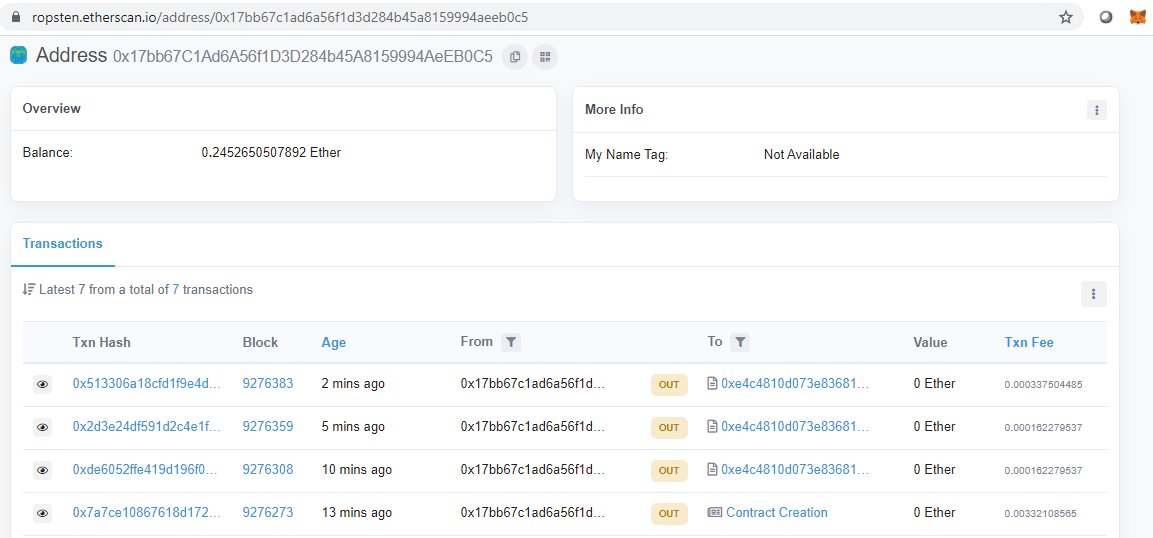 ropsten.etherscan.io/address/0x17bb67c1ad6a56f1d3d284b45a8159994aeeb0c5
Address 0x17bb67C1Ad6A56f1D3D284b45A8159994AeEB0C5
Overview
Balance: 0.2452650507892 Ether
More Info
My Name Tag: Not Available
Transactions
Latest 7 from a total of 7 transactions
Txn Hash Block Age From To Value Txn Fee
0x513306a18cfd1f9e4d... 9276383 2 mins ago 0x17bb67c1ad6a56f1d... OUT 0xe4c4810d073e83681... 0 Ether 0.000337504485
0x2d3e24df591d2c4e1f... 9276359 5 mins ago 0x17bb67c1ad6a56f1d... OUT 0xe4c4810d073e83681... 0 Ether 0.000162279537
0xde6052ffe419d196f0... 9276308 10 mins ago 0x17bb67c1ad6a56f1d... OUT 0xe4c4810d073e83681... 0 Ether 0.000162279537
0x7a7ce10867618d172... 9276273 13 mins ago 0x17bb67c1ad6a56f1d... OUT Contract Creation 0 Ether 0.00332108565